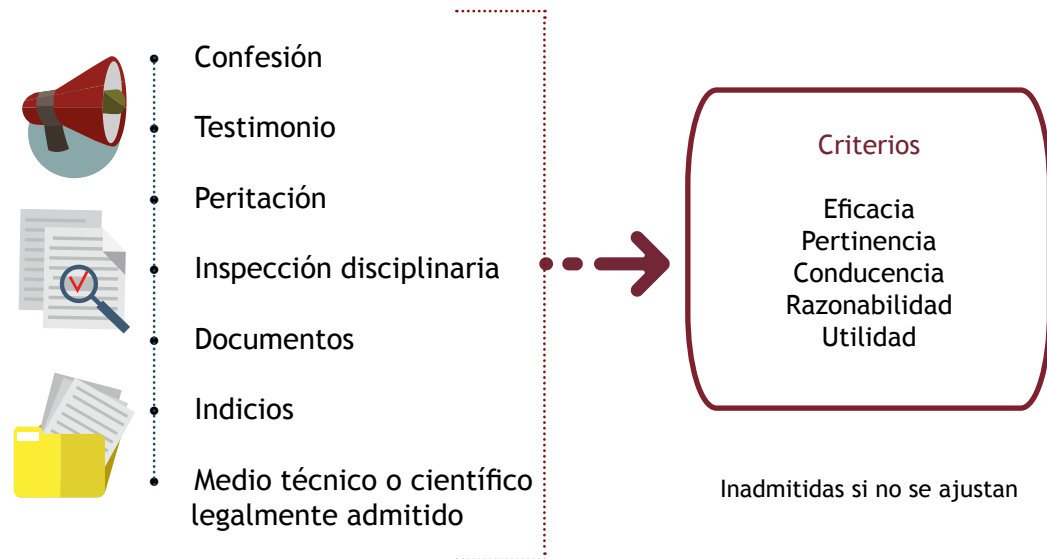 Confesión
Testimonio
Peritación
Inspección disciplinaria
Documentos
Indicios
Medio técnico o científico
legalmente admitido
Criterios
Eficacia
Pertinencia
Conducencia
Razonabilidad
Utilidad
Inadmitidas si no se ajustan